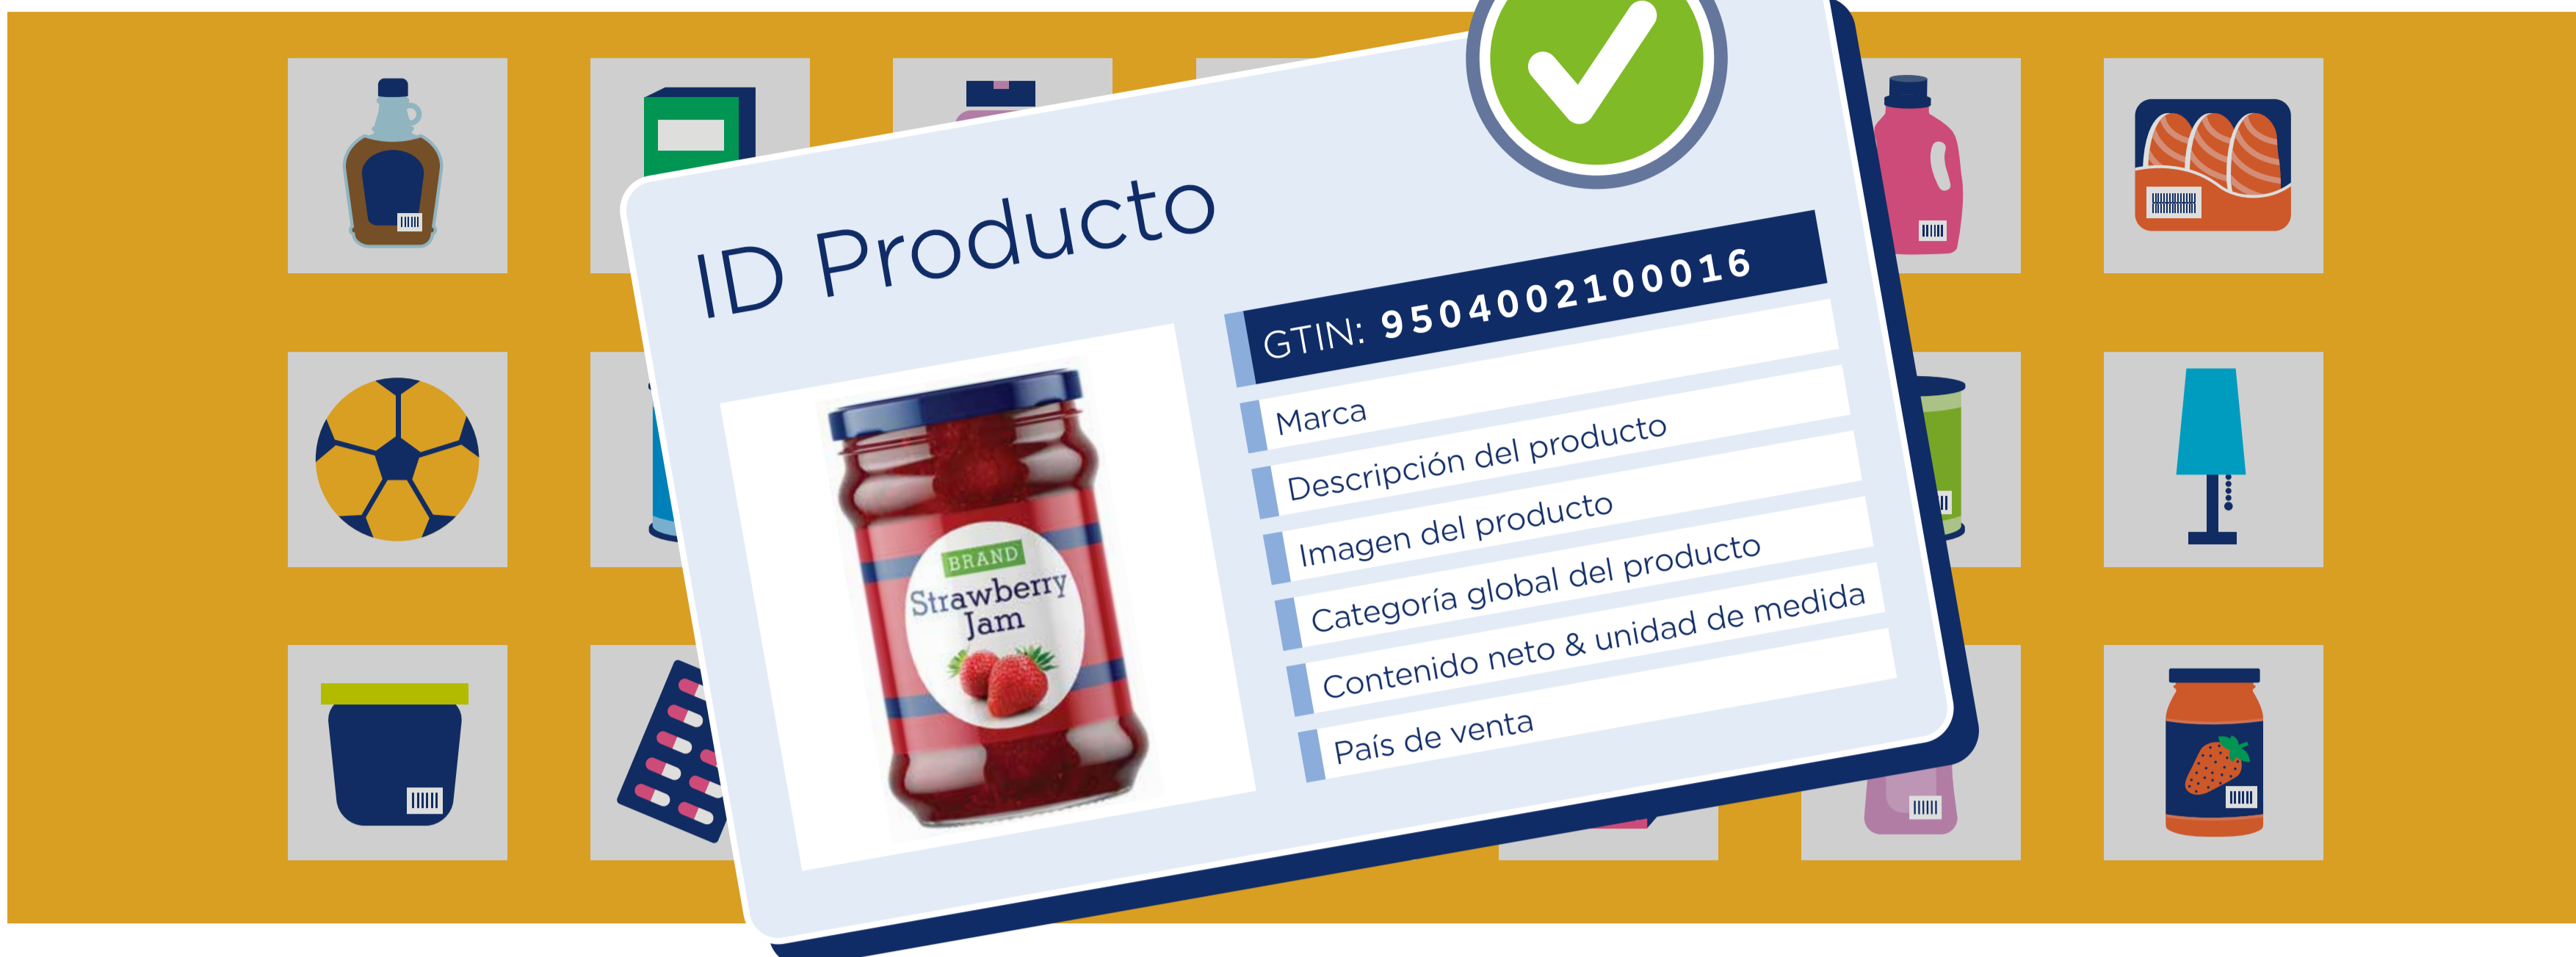 ID Producto
GTIN: 9504002100016
Marca
Descripción del producto
Imagen del producto
Categoría global del producto
Contenido neto & unidad de medida
País de venta
BRAND
Strawberry
Jam